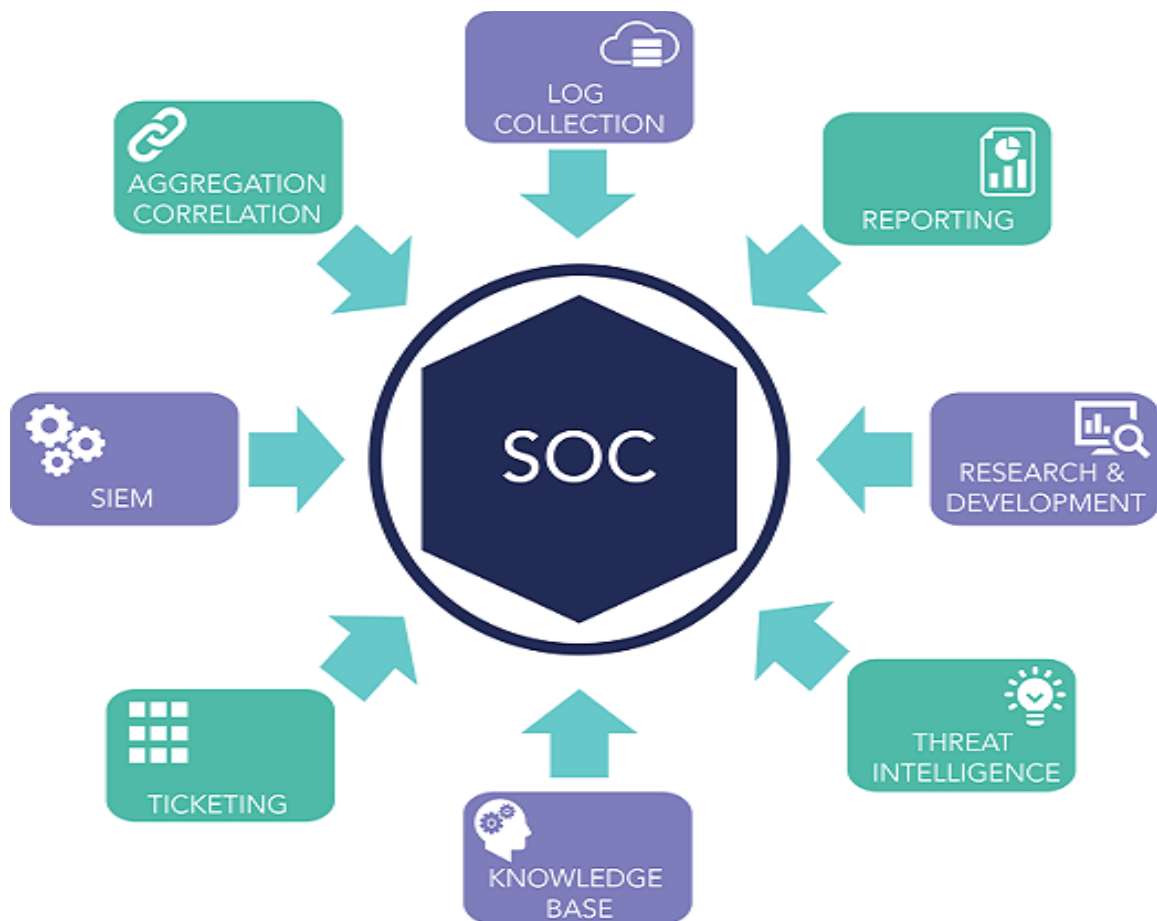 LOG
COLLECTION
AGGREGATION
CORRELATION
REPORTING
SIEM
SOC
RESEARCH &
DEVELOPMENT
TICKETING
THREAT
INTELLIGENCE
KNOWLEDGE
BASE